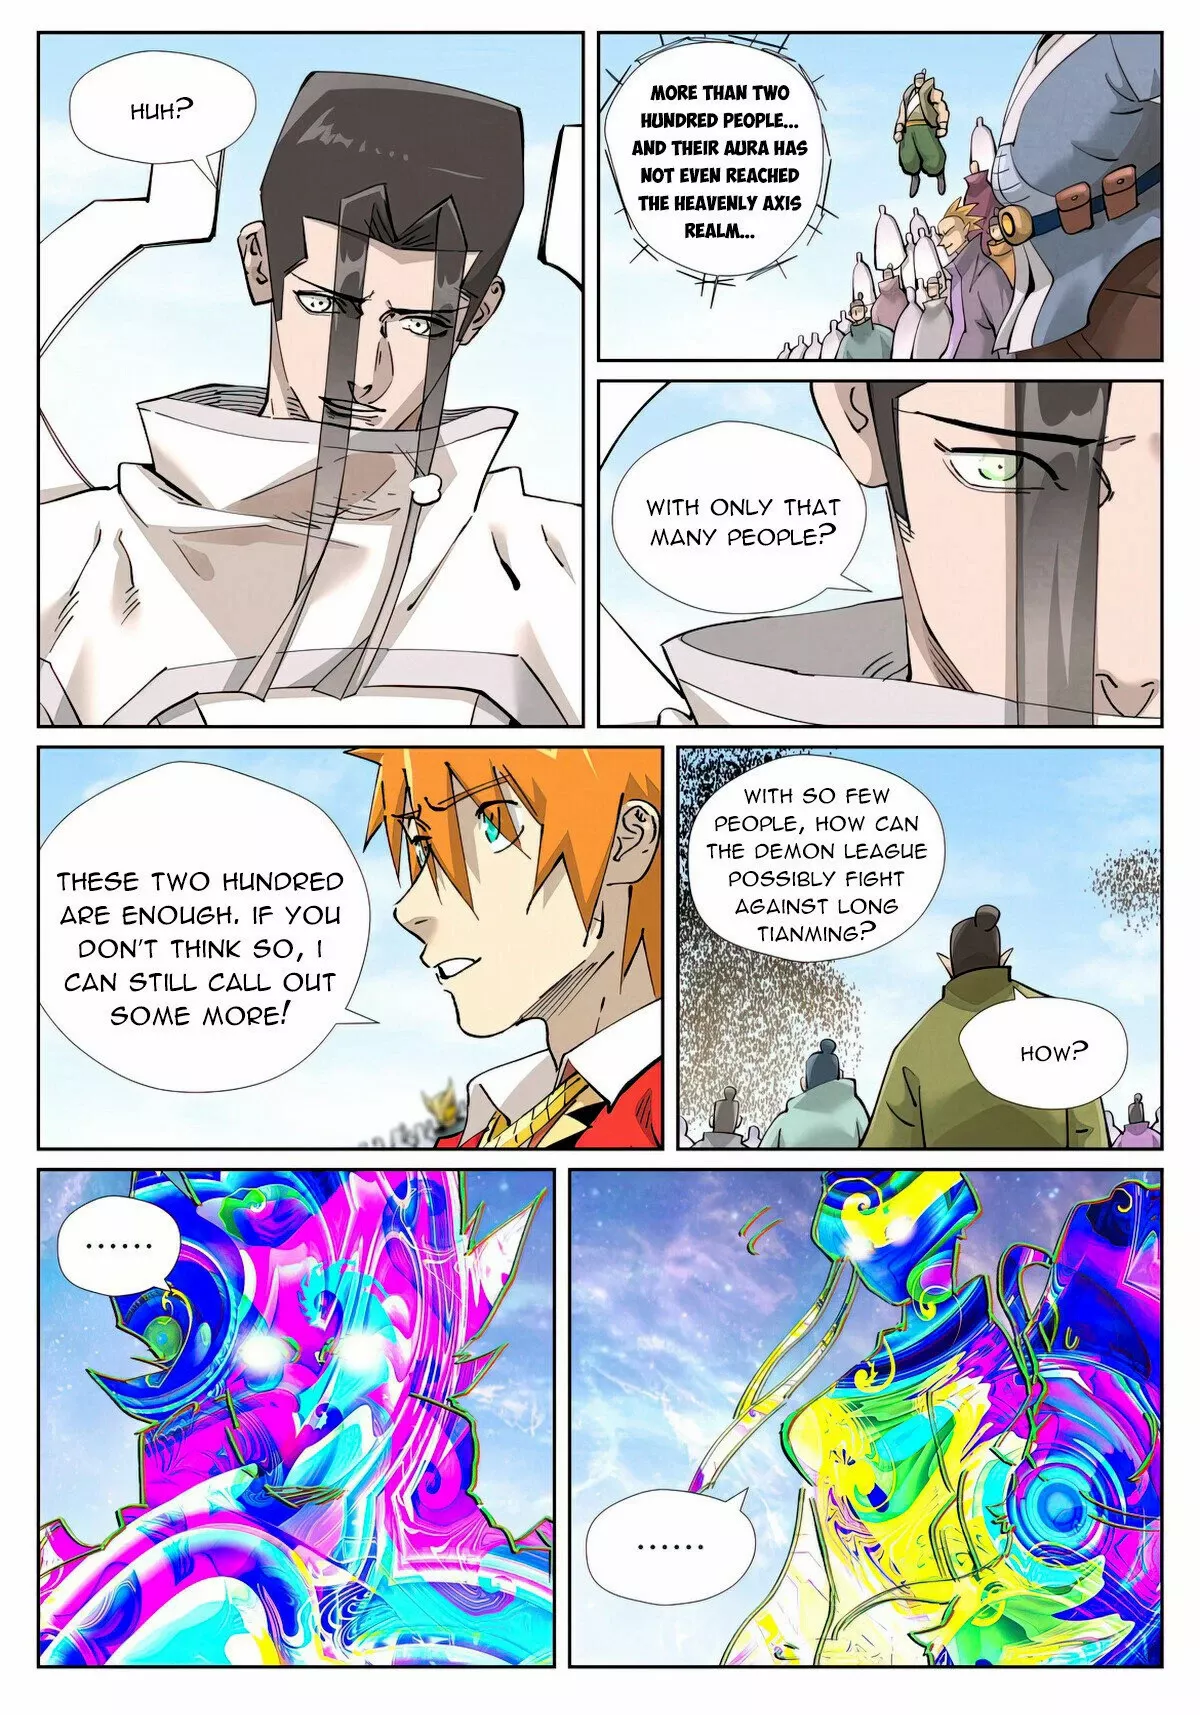 HUH?
MORE THAN TWO
HUNDRED PEOPLE...
AND THEIR AURA HAS
NOT EVEN REACHED
THE HEAVENLY AXIS
REALM...
WITH ONLY THAT
MANY PEOPLE?
THESE TWO HUNDRED
ARE ENOUGH. IF YOU
DON'T THINK SO, I
CAN STILL CALL OUT
SOME MORE!
WITH SO FEW
PEOPLE, HOW CAN
THE DEMON LEAGUE
POSSIBLY FIGHT
AGAINST LONG
TIANMING?
HOW?
......
......